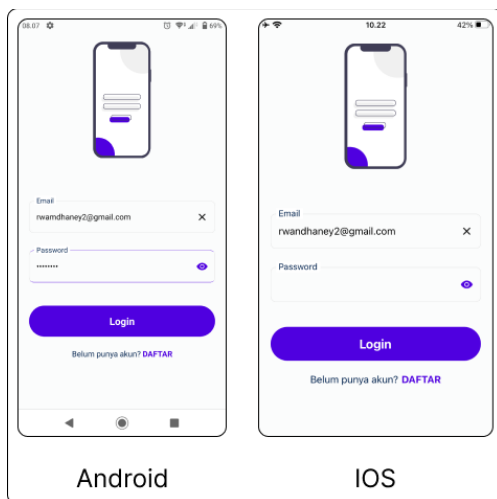 08.07 69%
Email
rwamdhaney2@gmail.com
Password
••••••••
Login
Belum punya akun? DAFTAR
Android
10.22 42%
Email
rwandhaney2@gmail.com
Password
Login
Belum punya akun? DAFTAR
IOS